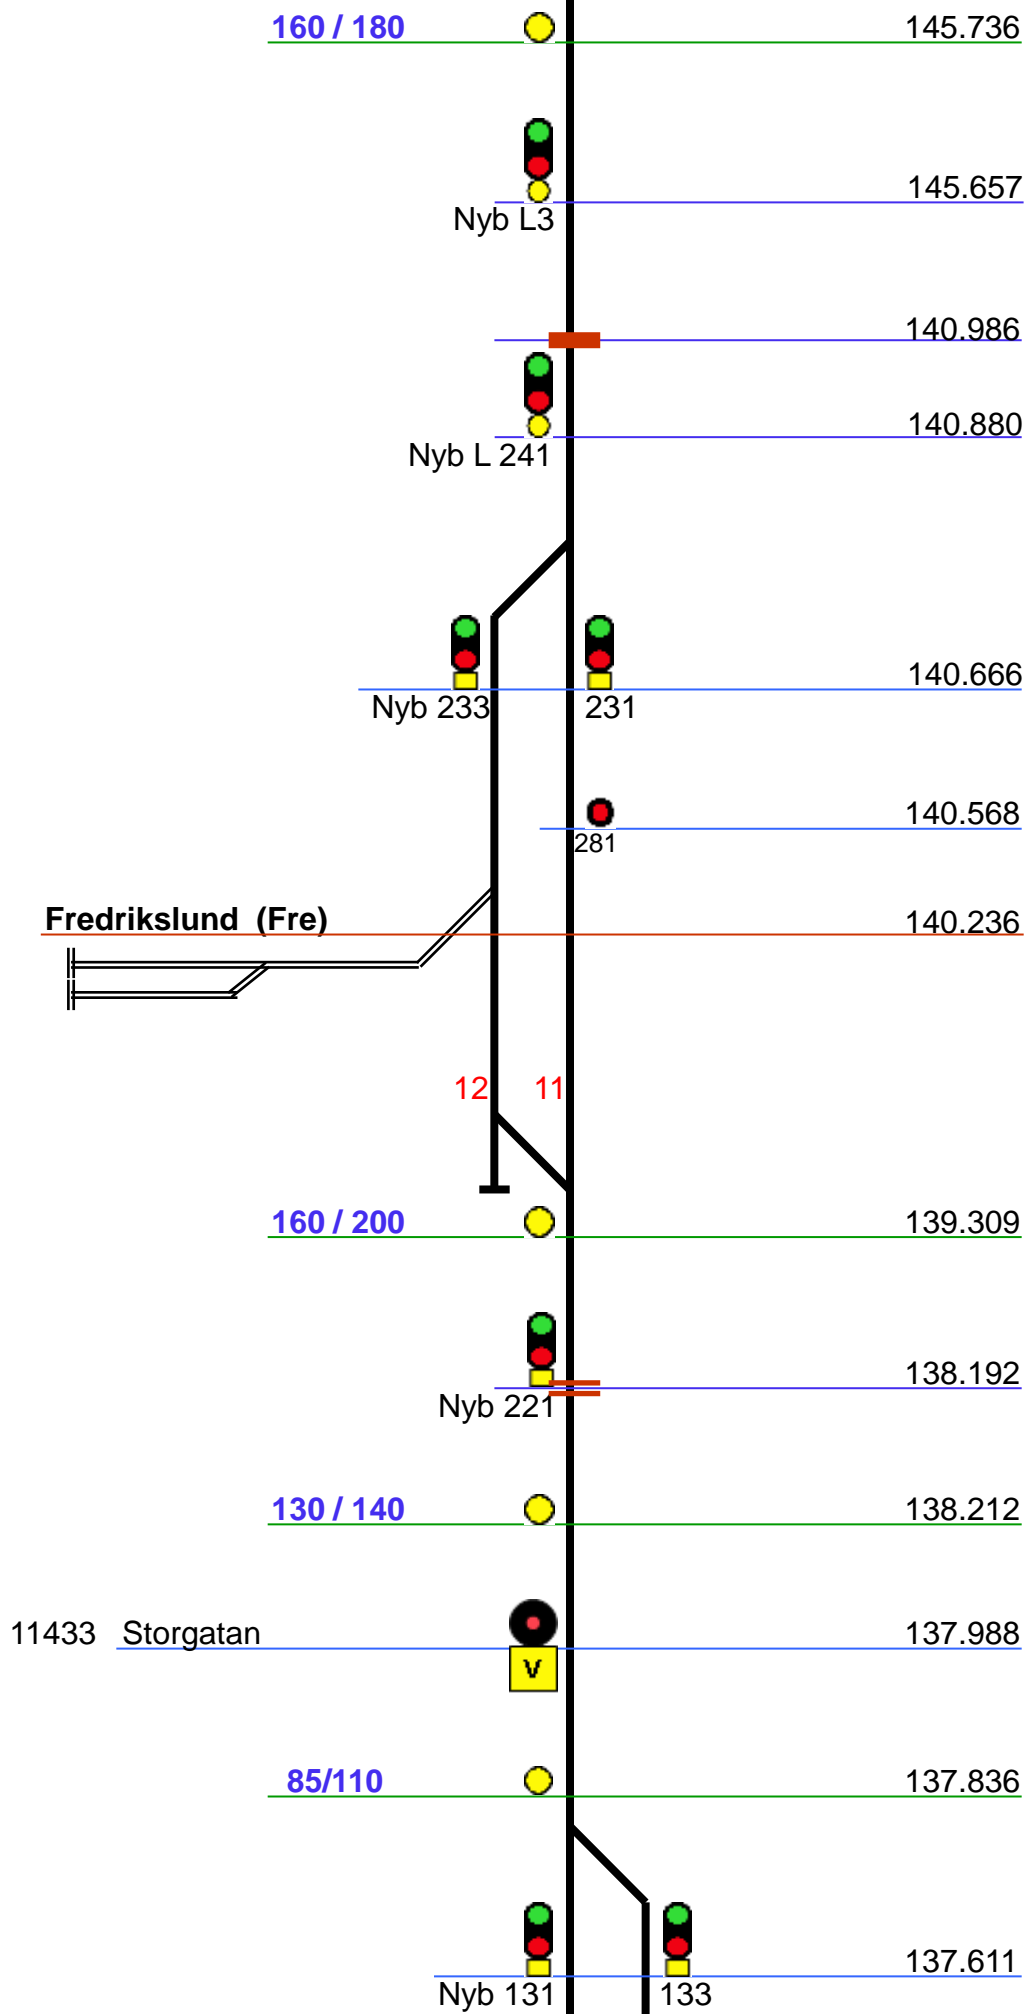 160 / 180 145.736
145.657
Nyb L3
140.986
140.880
Nyb L 241
140.666
Nyb 233 231
140.568
281
Fredrikslund (Fre) 140.236
12 11
160 / 200 139.309
138.192
Nyb 221
130 / 140 138.212
11433 Storgatan 137.988
V
85/110 137.836
137.611
Nyb 131 133